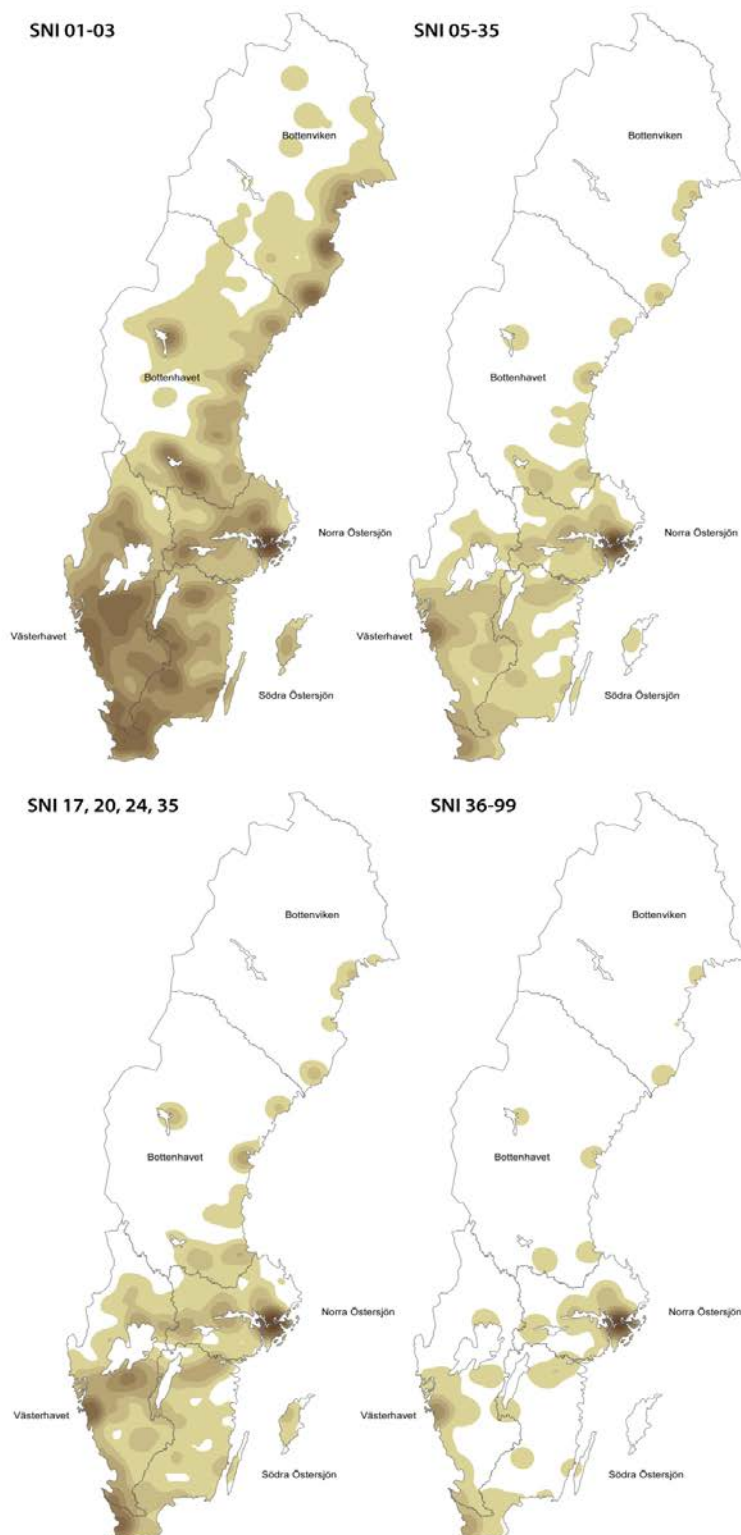 SNI 01-03
SNI 05-35
Bottenviken
Bottenviken
Bottenhavet
Bottenhavet
Norra Östersjön
Norra Östersjön
Västerhavet
Västerhavet
Södra Östersjön
Södra Östersjön
SNI 17, 20, 24, 35
SNI 36-99
Bottenviken
Bottenviken
Bottenhavet
Bottenhavet
Norra Östersjön
Norra Östersjön
Västerhavet
Västerhavet
Södra Östersjön
Södra Östersjön